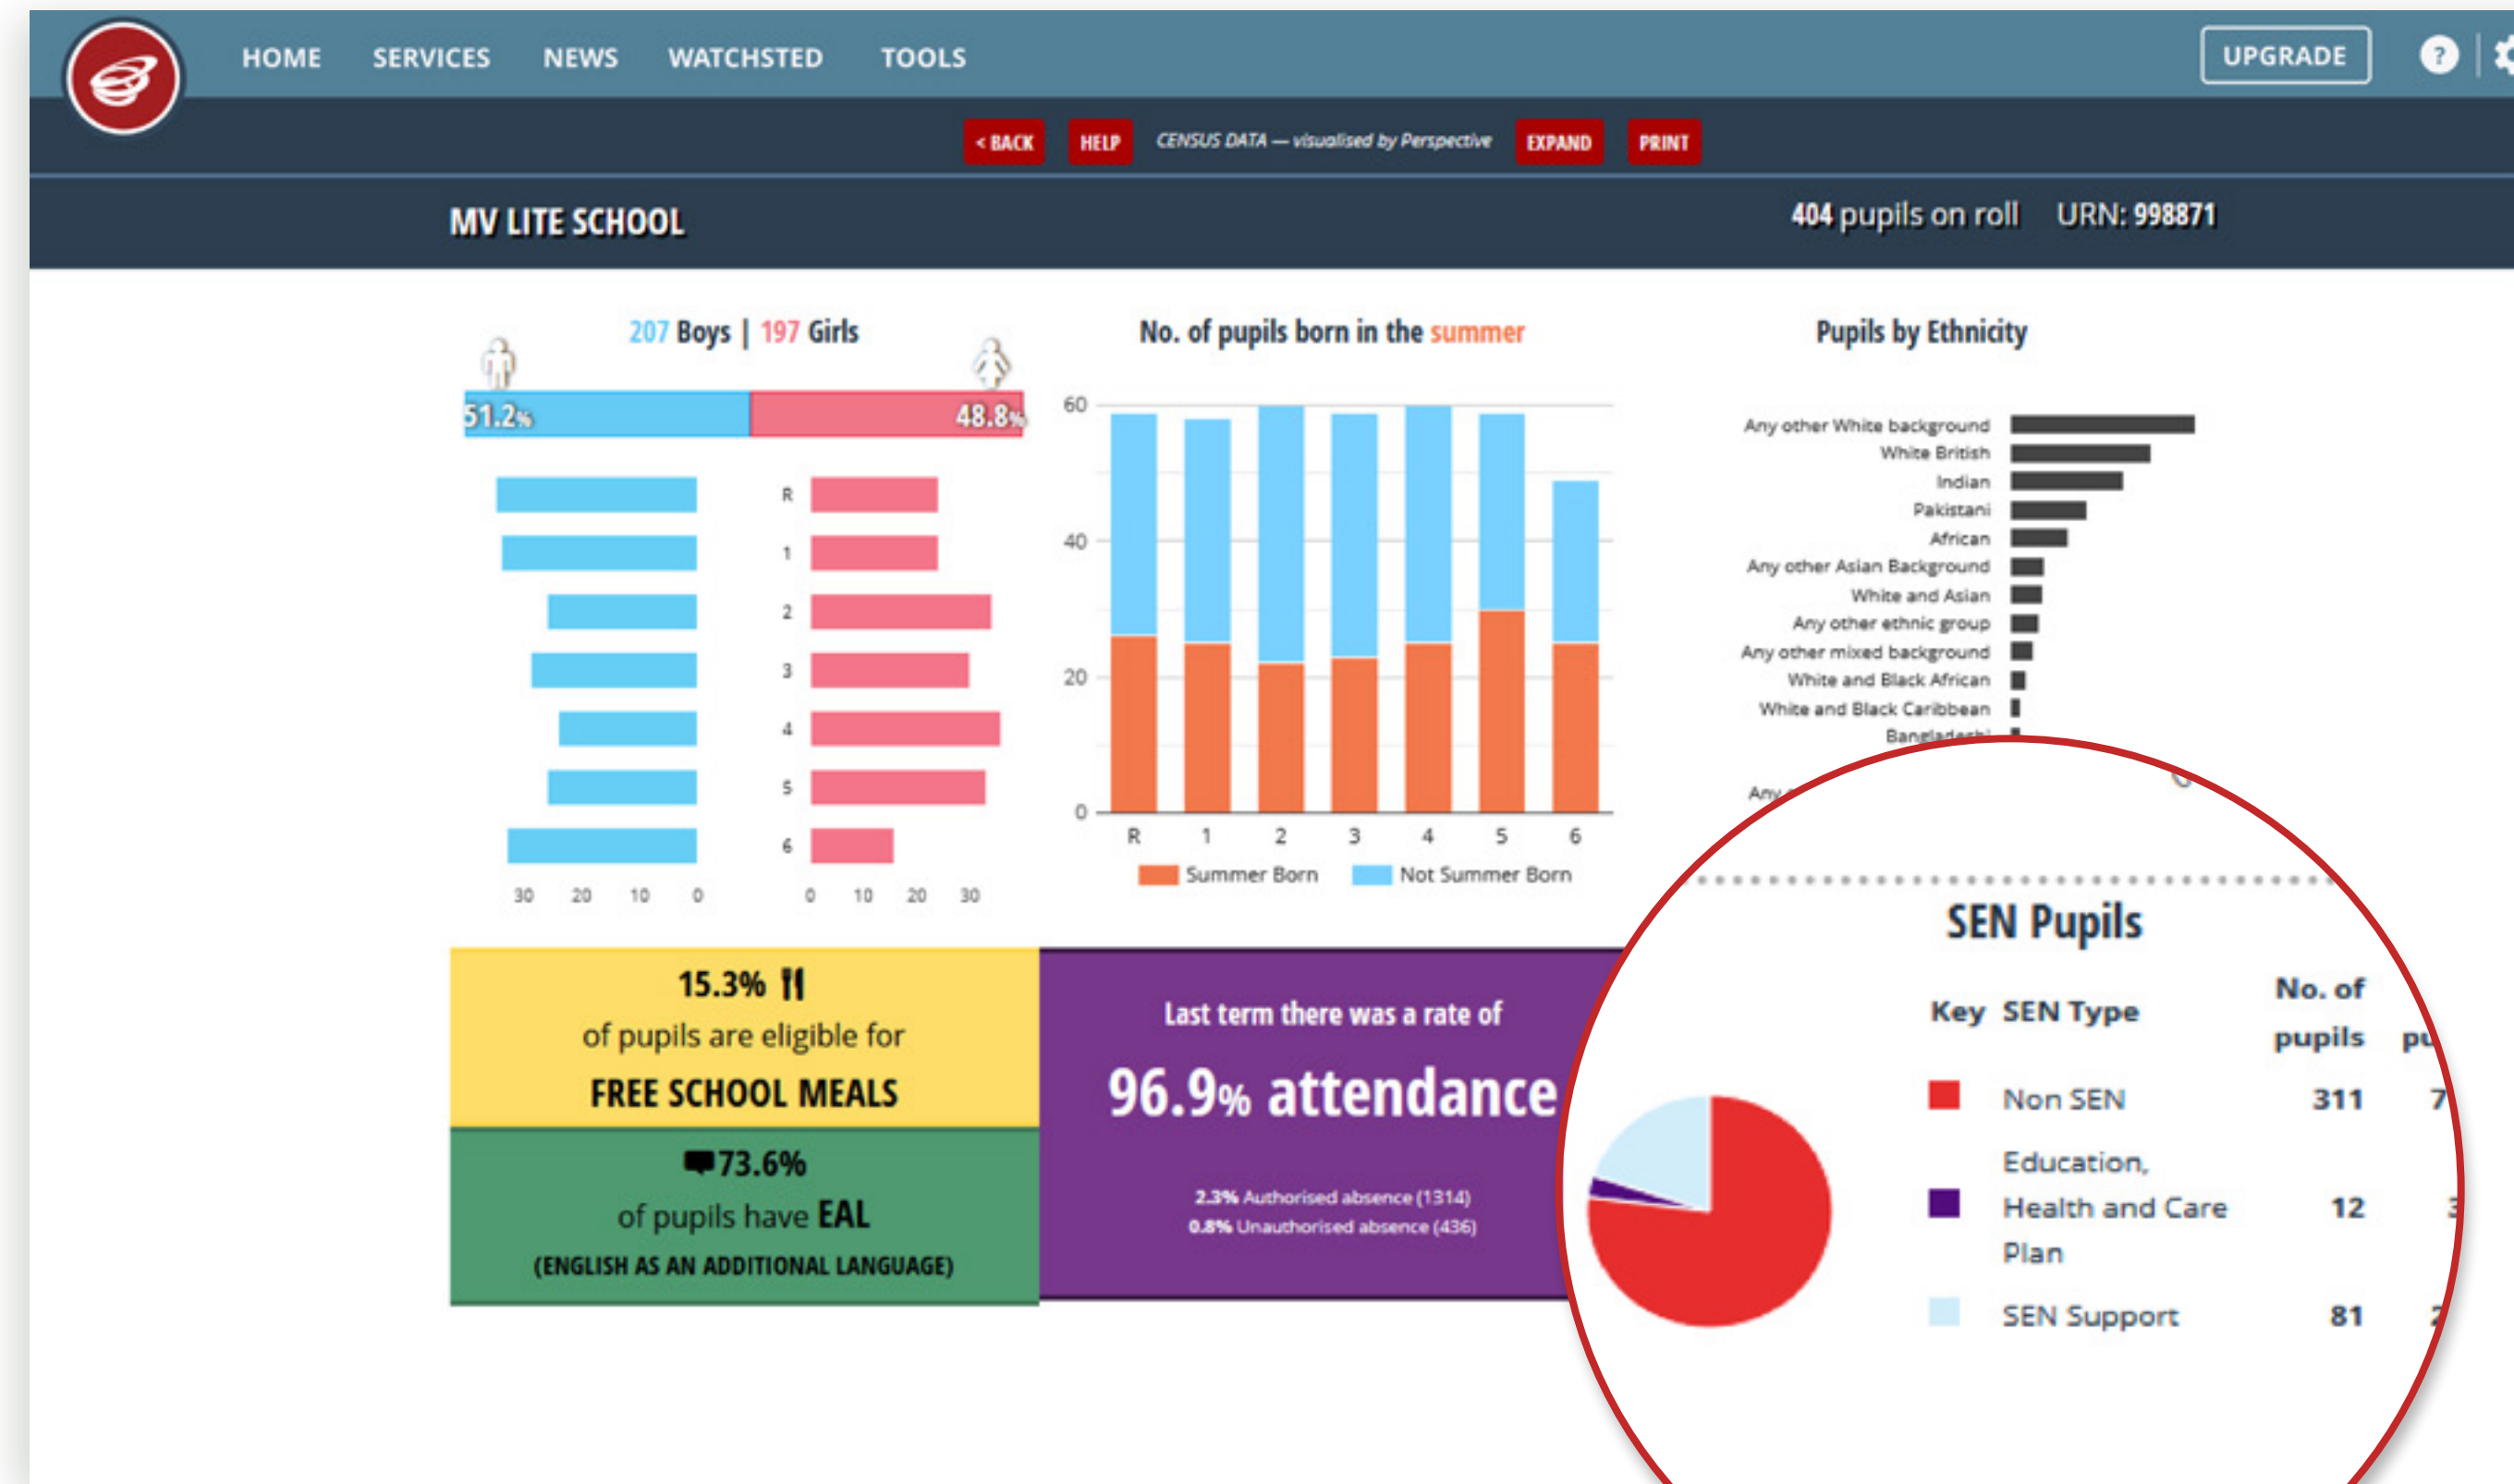 HOME SERVICES NEWS WATCHSTED TOOLS UPGRADE ?
< BACK HELP CENSUS DATA — visualised by Perspective EXPAND PRINT
MV LITE SCHOOL 404 pupils on roll URN: 998871
207 Boys | 197 Girls
51.2% 48.8%
R
1
2
3
4
5
6
30 20 10 0 0 10 20 30
No. of pupils born in the summer
60
40
20
0
R 1 2 3 4 5 6
Summer Born Not Summer Born
Pupils by Ethnicity
Any other White background
White British
Indian
Pakistani
African
Any other Asian Background
White and Asian
Any other ethnic group
Any other mixed background
White and Black African
White and Black Caribbean
Bangladeshi
Any
15.3%
of pupils are eligible for
FREE SCHOOL MEALS
73.6%
of pupils have EAL
(ENGLISH AS AN ADDITIONAL LANGUAGE)
Last term there was a rate of
96.9% attendance
2.3% Authorised absence (1314)
0.8% Unauthorised absence (436)
SEN Pupils
Key SEN Type No. of pupils
Non SEN 311
Education,
Health and Care 12
Plan
SEN Support 81